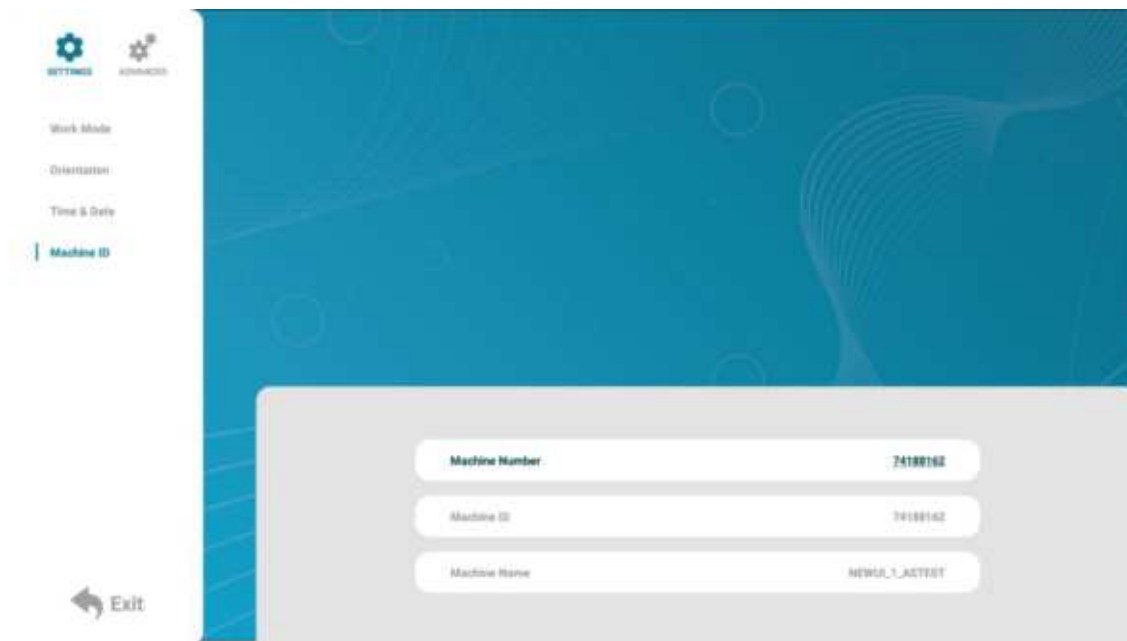 SETTINGS ADVANCED
Work Mode
Orientation
Time & Date
Machine ID
Machine Number 74188162
Machine ID 74188162
Machine Name NEWUI_1_ASTEST
Exit